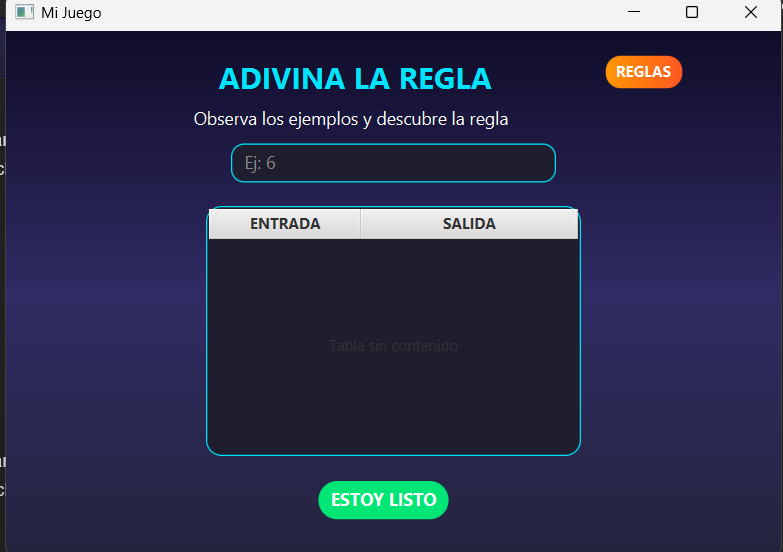 Mi Juego
ADIVINA LA REGLA
REGLAS
Observa los ejemplos y descubre la regla
Ej: 6
ENTRADA SALIDA
Tabla sin contenido
ESTOY LISTO